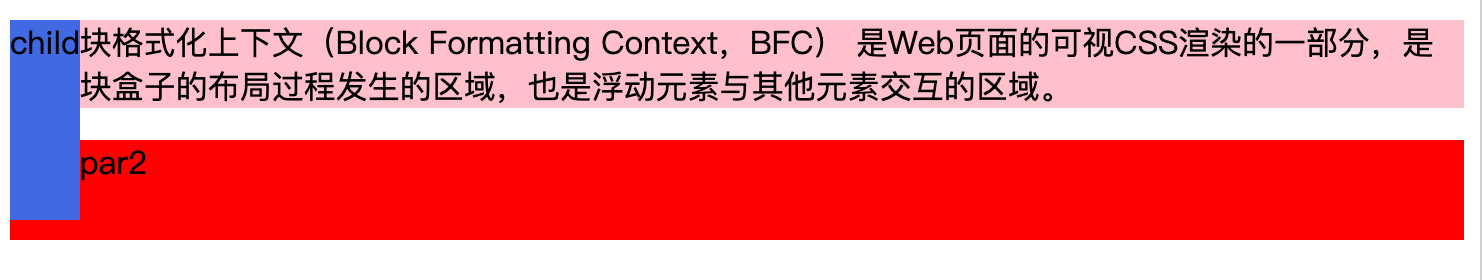 child块格式化上下文（Block Formatting Context，BFC） 是Web页面的可视CSS渲染的一部分，是
块盒子的布局过程发生的区域，也是浮动元素与其他元素交互的区域。
par2